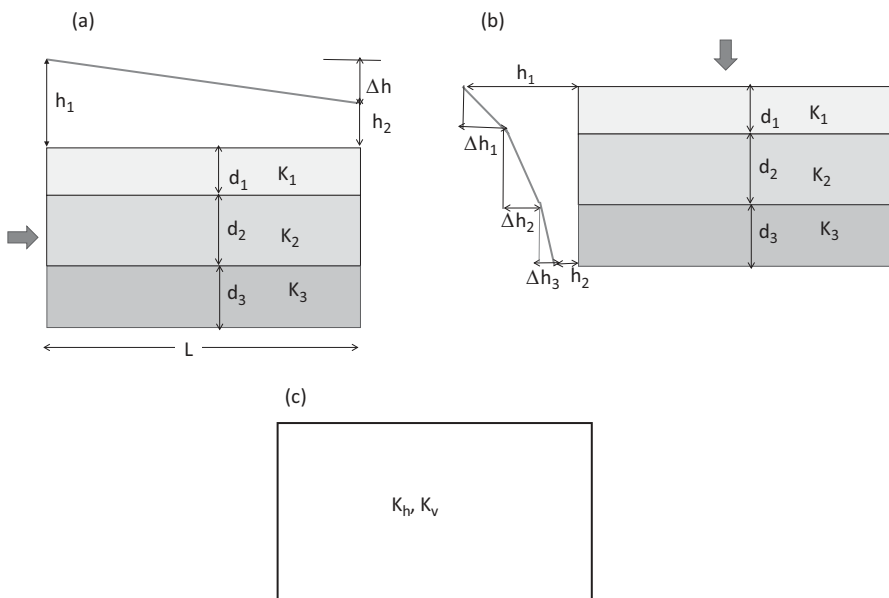 (a)
Δh
h₁
h₂
d₁ K₁
d₂ K₂
d₃ K₃
L
(b)
h₁
d₁ K₁
Δh₁
d₂ K₂
Δh₂
d₃ K₃
Δh₃ h₂
(c)
Kₕ, Kᵥ